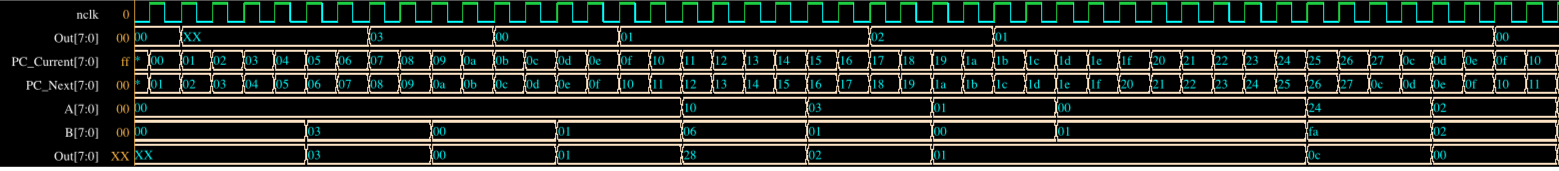 nclk 0
Out[7:0] 00 00 XX 03 00 01 02 01 00
PC_Current[7:0] ff * 00 01 02 03 04 05 06 07 08 09 0a 0b 0c 0d 0e 0f 10 11 12 13 14 15 16 17 18 19 1a 1b 1c 1d 1e 1f 20 21 22 23 24 25 26 27 0c 0d 0e 0f 10
PC_Next[7:0] 00 * 01 02 03 04 05 06 07 08 09 0a 0b 0c 0d 0e 0f 10 11 12 13 14 15 16 17 18 19 1a 1b 1c 1d 1e 1f 20 21 22 23 24 25 26 27 0c 0d 0e 0f 10 11
A[7:0] 00 00 10 03 01 00 24 02
B[7:0] 00 00 03 00 01 06 01 00 01 fa 02
Out[7:0] XX XX 03 00 01 28 02 01 0c 00